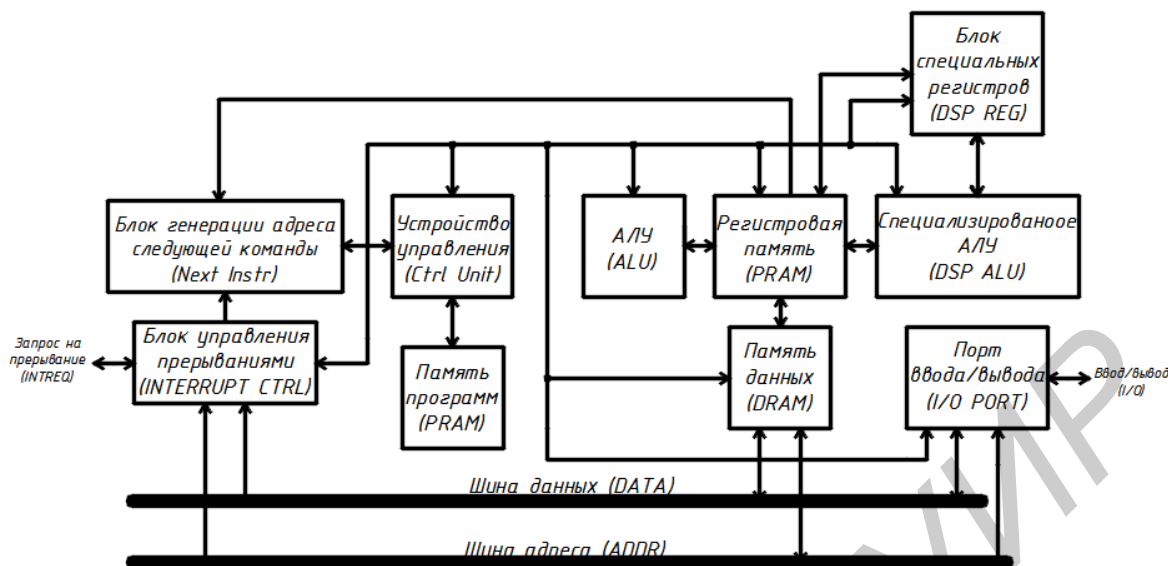 Блок
специальных
регистров
(DSP REG)
Блок генерации адреса
следующей команды
(Next Instr)
Устройство
управления
(Ctrl Unit)
АЛУ
(ALU)
Регистровая
память
(PRAM)
Специализированоое
АЛУ
(DSP ALU)
Запрос на
прерывание
(INTREQ)
Блок управления
прерываниями
(INTERRUPT CTRL)
Память
программ
(PRAM)
Память
данных
(DRAM)
Порт
ввода/вывода
(I/O PORT)
Ввод/вывод
(I/O)
Шина данных (DATA)
Шина адреса (ADDR)